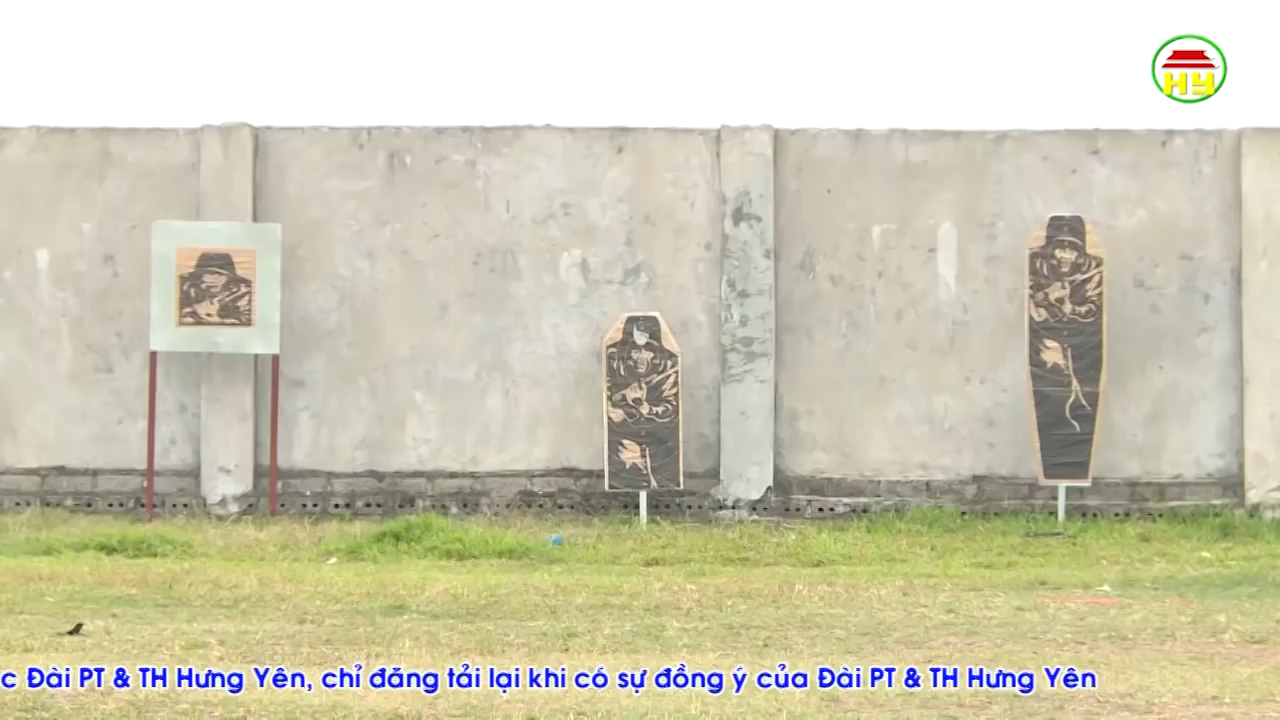 HY
c Đài PT & TH Hưng Yên, chỉ đăng tải lại khi có sự đồng ý của Đài PT & TH Hưng Yên